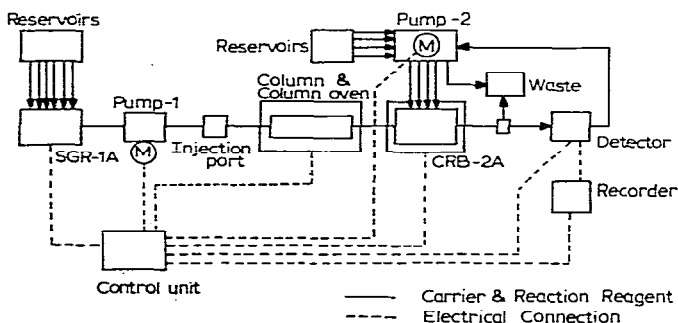 Reservoirs
Pump-2
M
Reservoirs
Column &
Column oven
Waste
Pump-1
SGR-1A
M
Injection
port
CRB-2A
Detector
Recorder
Control unit
Carrier & Reaction Reagent
Electrical Connection